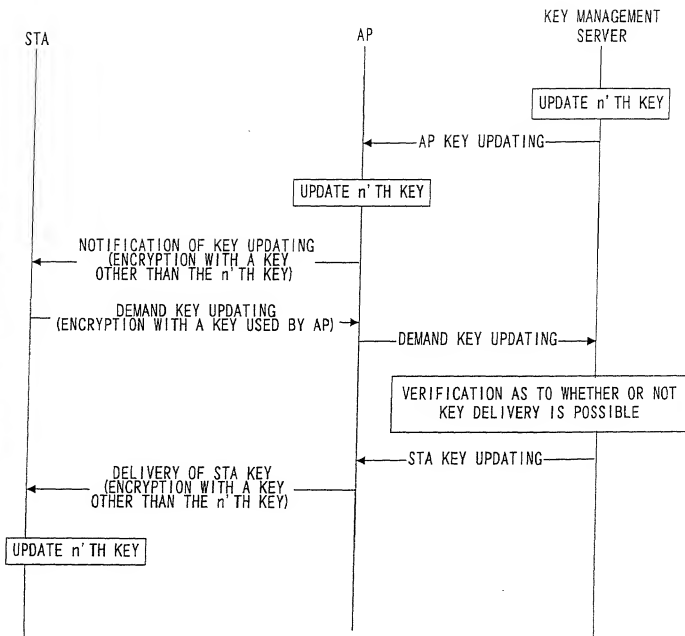 STA
AP
KEY MANAGEMENT
SERVER
UPDATE n'TH KEY
AP KEY UPDATING
UPDATE n'TH KEY
NOTIFICATION OF KEY UPDATING
(ENCRYPTION WITH A KEY
OTHER THAN THE n'TH KEY)
DEMAND KEY UPDATING
(ENCRYPTION WITH A KEY USED BY AP)
DEMAND KEY UPDATING
VERIFICATION AS TO WHETHER OR NOT
KEY DELIVERY IS POSSIBLE
STA KEY UPDATING
DELIVERY OF STA KEY
(ENCRYPTION WITH A KEY
OTHER THAN THE n'TH KEY)
UPDATE n'TH KEY